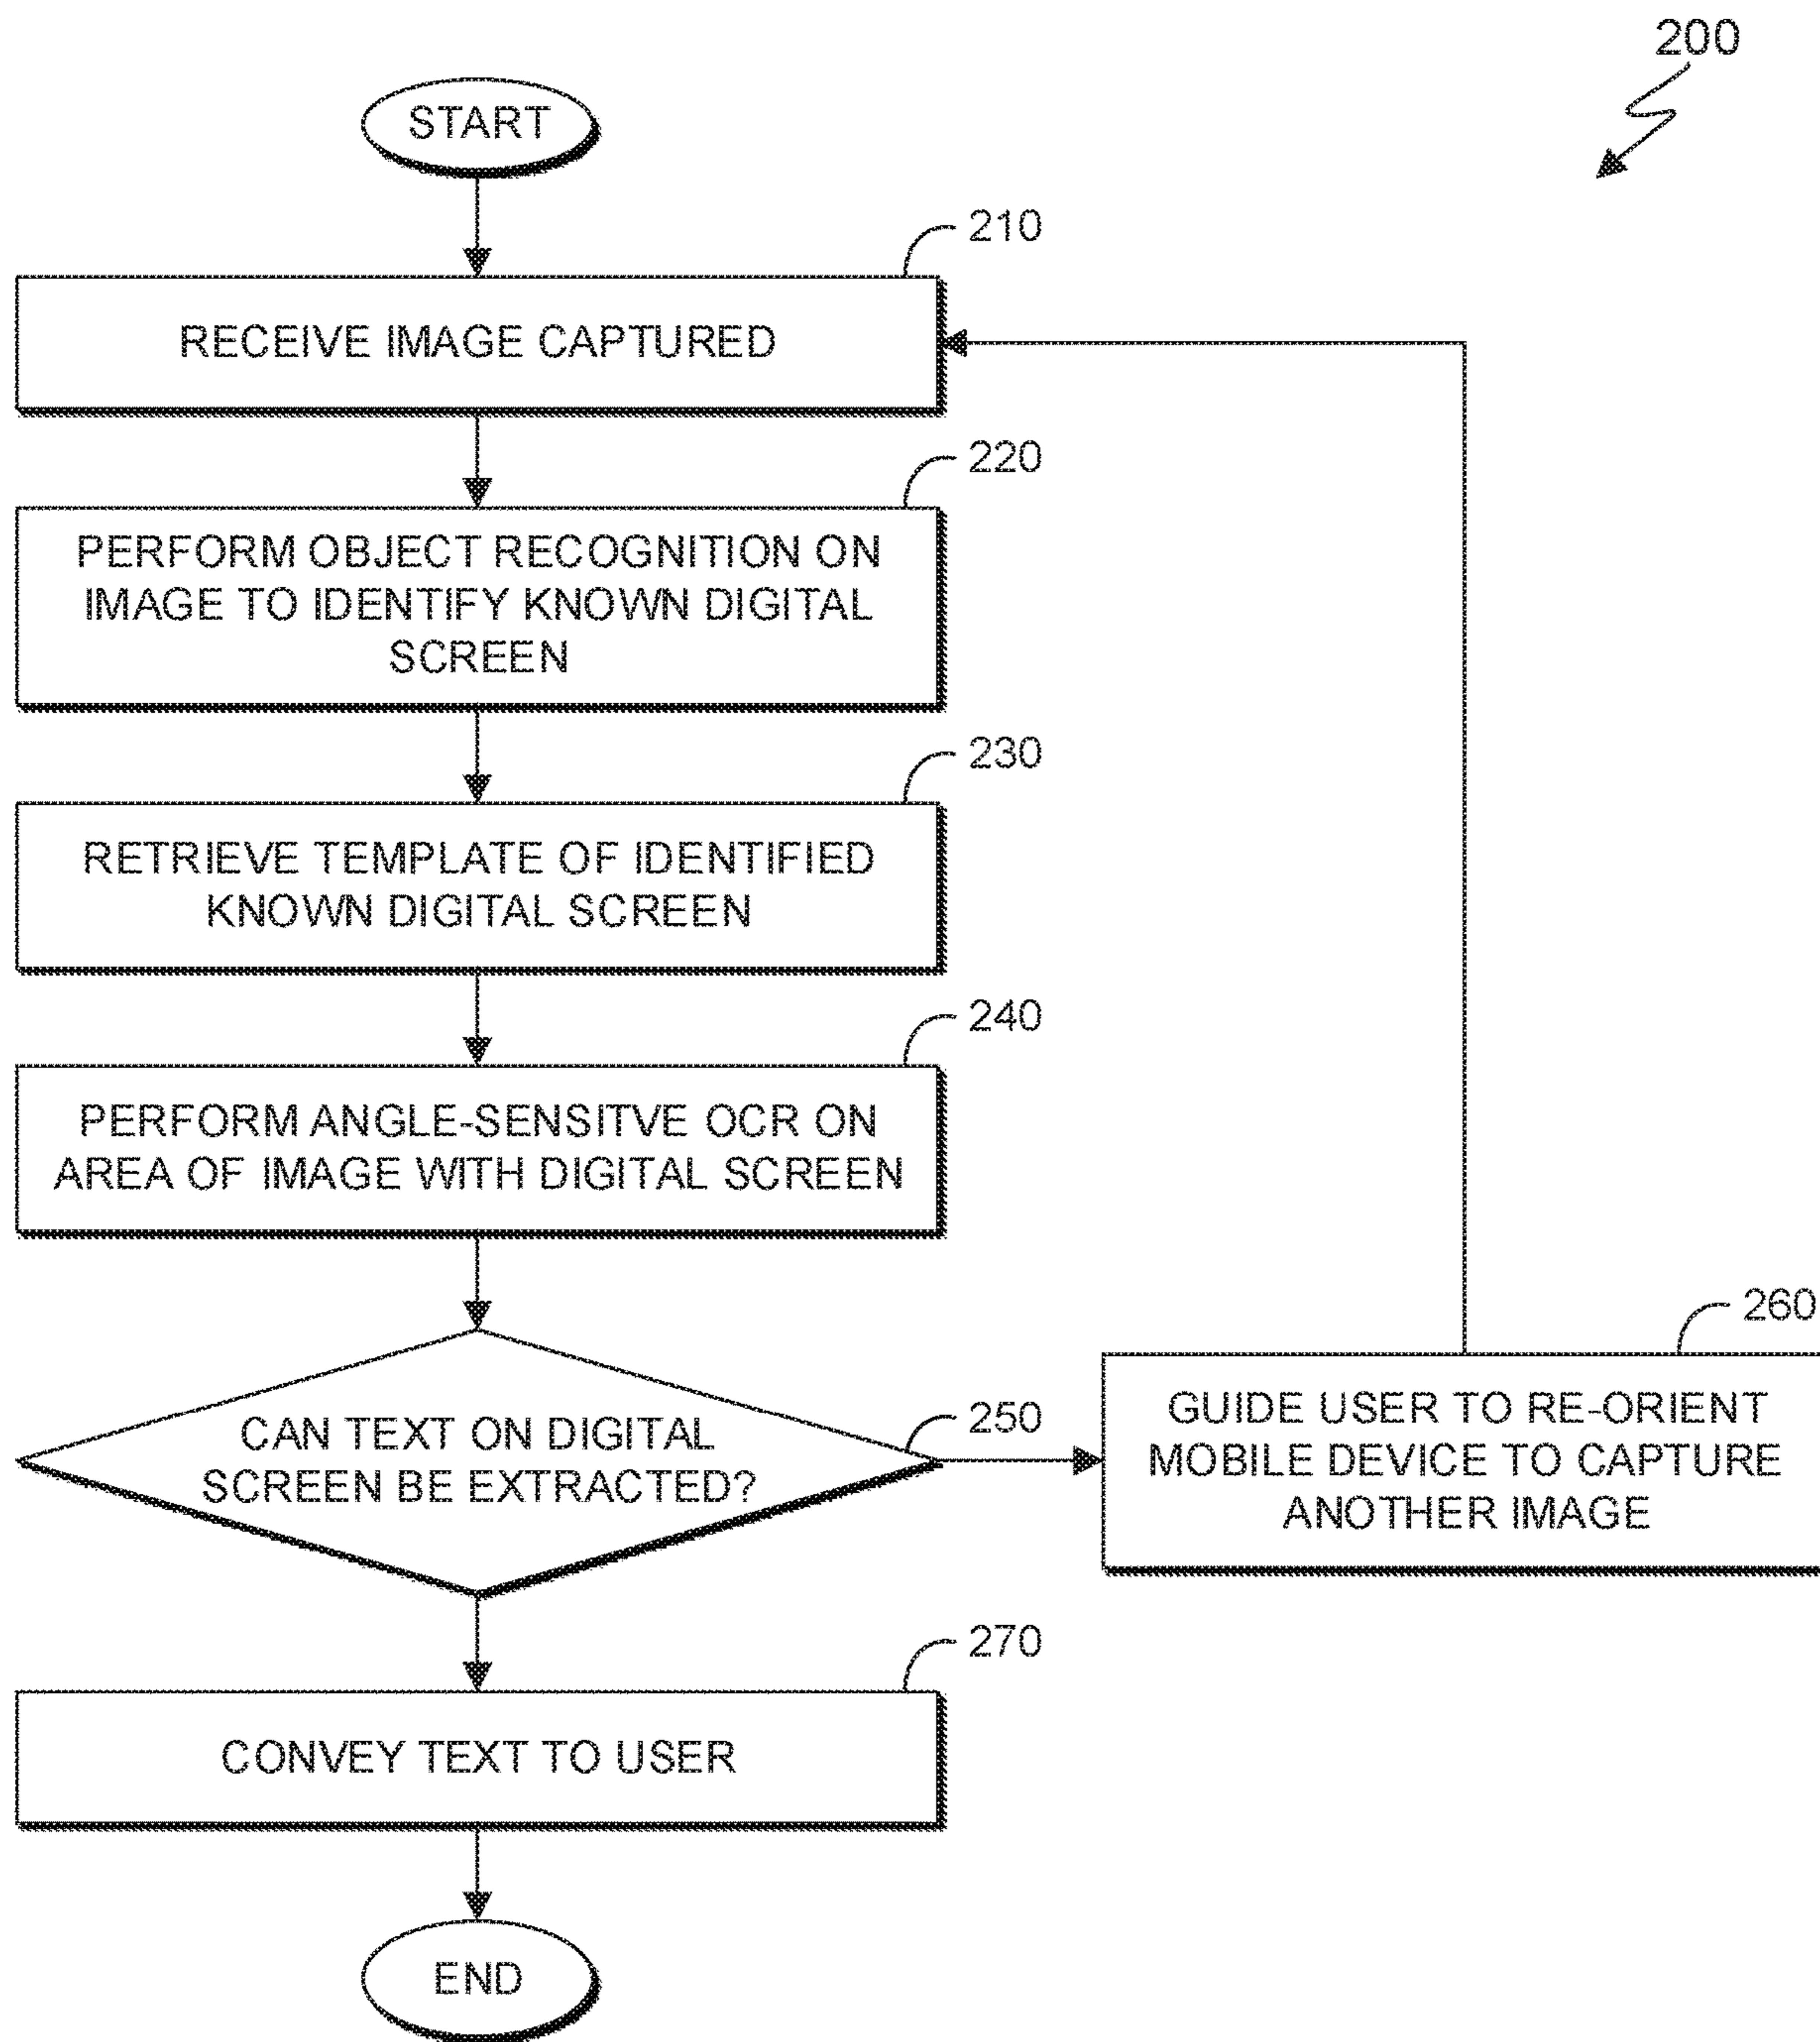 200
START
210
RECEIVE IMAGE CAPTURED
220
PERFORM OBJECT RECOGNITION ON
IMAGE TO IDENTIFY KNOWN DIGITAL
SCREEN
230
RETRIEVE TEMPLATE OF IDENTIFIED
KNOWN DIGITAL SCREEN
240
PERFORM ANGLE-SENSITVE OCR ON
AREA OF IMAGE WITH DIGITAL SCREEN
250
CAN TEXT ON DIGITAL
SCREEN BE EXTRACTED?
260
GUIDE USER TO RE-ORIENT
MOBILE DEVICE TO CAPTURE
ANOTHER IMAGE
270
CONVEY TEXT TO USER
END